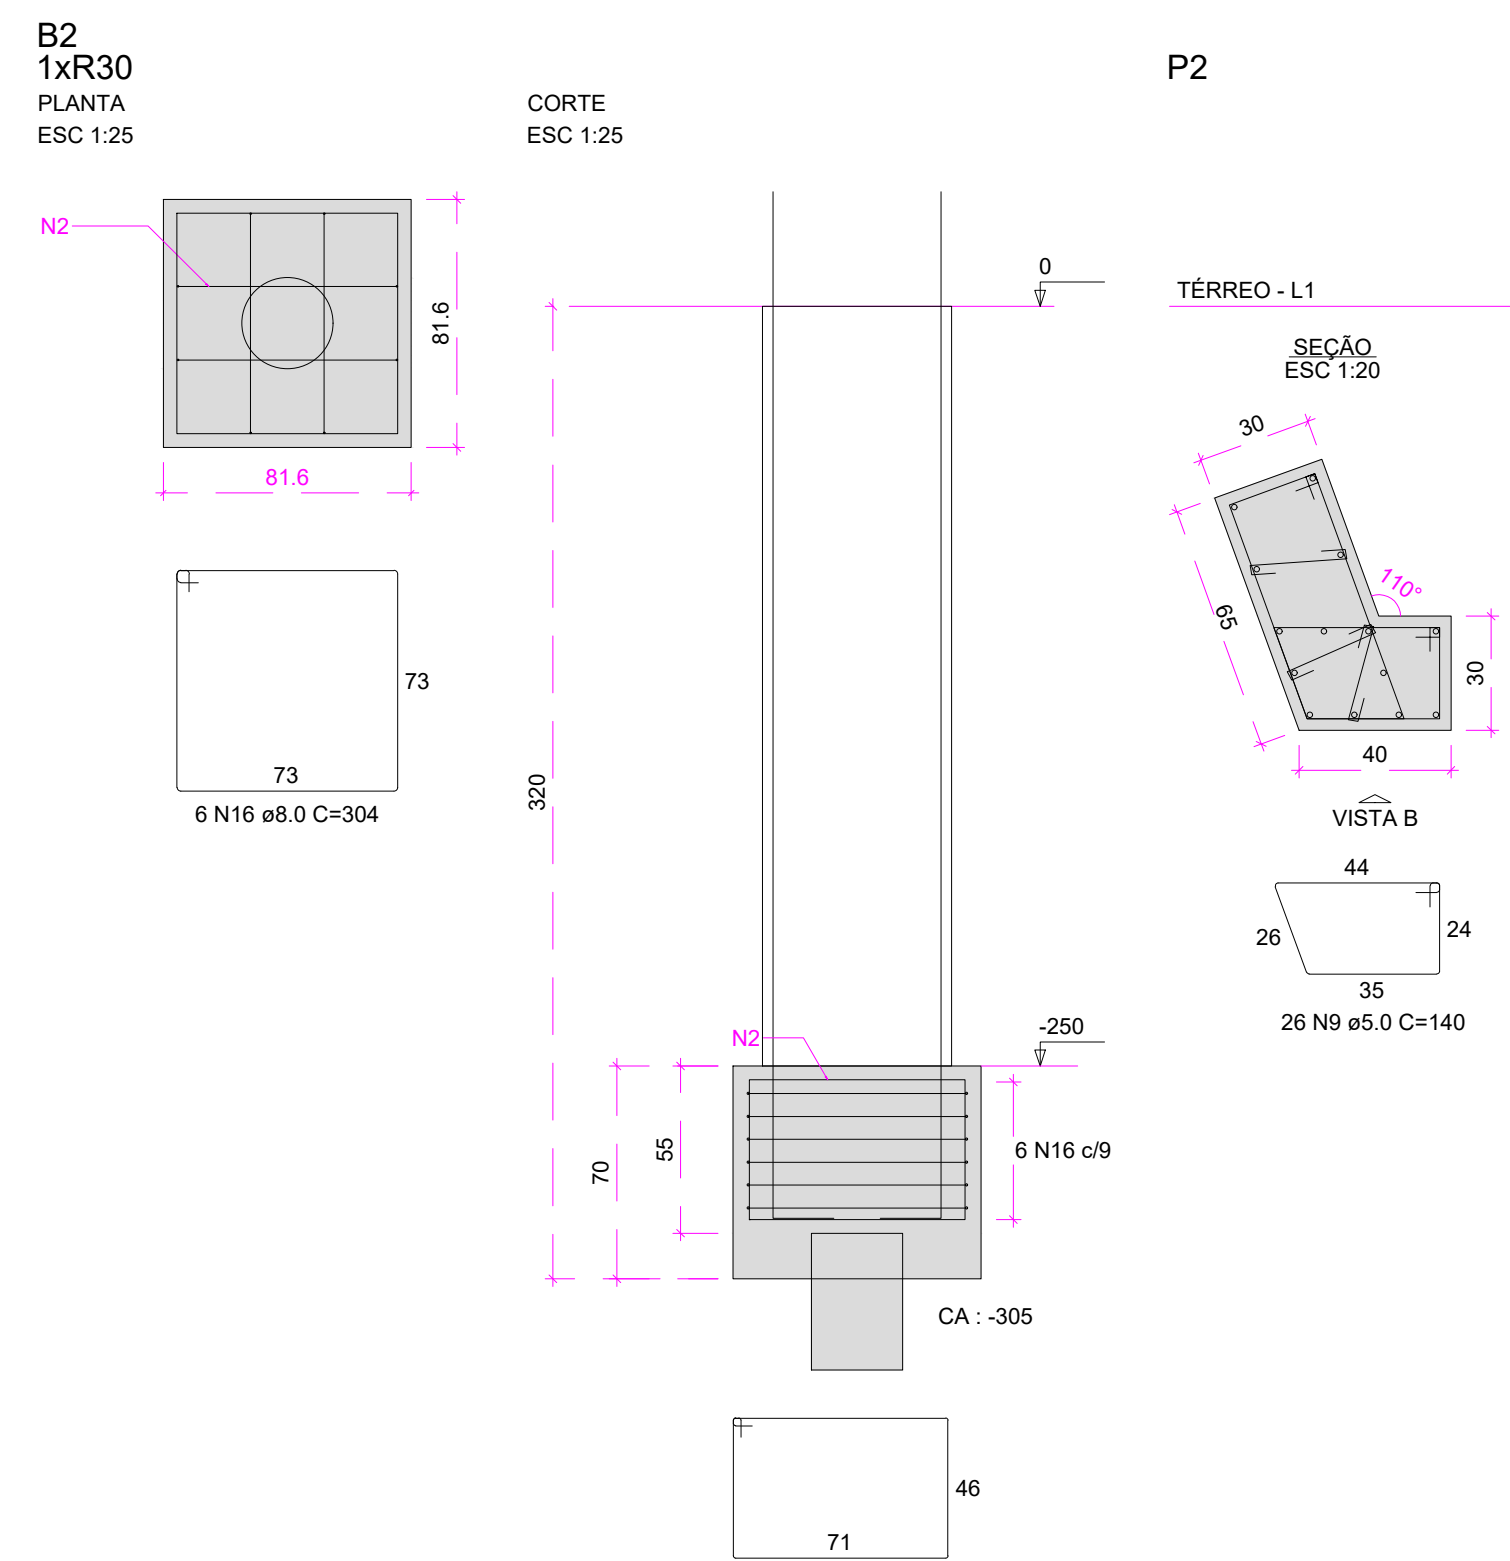 B2
1xR30
PLANTA
ESC 1:25
N2
81.6
81.6
73
73
6 N16 ø8.0 C=304
CORTE
ESC 1:25
0
320
-250
N2
70
55
6 N16 c/9
CA : -305
46
71
P2
TÉRREO - L1
SEÇÃO
ESC 1:20
30
110°
65
30
40
VISTA B
44
26
24
35
26 N9 ø5.0 C=140